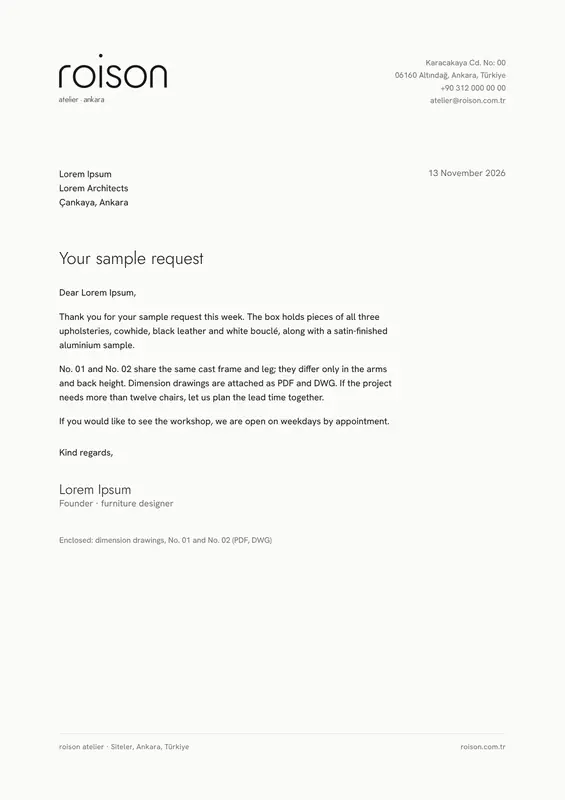 roison
atelier · ankara
Karacakaya Cd. No: 00
06160 Altındağ, Ankara, Türkiye
+90 312 000 00 00
atelier@roison.com.tr
Lorem Ipsum
Lorem Architects
Çankaya, Ankara
13 November 2026
Your sample request
Dear Lorem Ipsum,
Thank you for your sample request this week. The box holds pieces of all three
upholsteries, cowhide, black leather and white bouclé, along with a satin-finished
aluminium sample.
No. 01 and No. 02 share the same cast frame and leg; they differ only in the arms
and back height. Dimension drawings are attached as PDF and DWG. If the project
needs more than twelve chairs, let us plan the lead time together.
If you would like to see the workshop, we are open on weekdays by appointment.
Kind regards,
Lorem Ipsum
Founder · furniture designer
Enclosed: dimension drawings, No. 01 and No. 02 (PDF, DWG)
roison atelier · Siteler, Ankara, Türkiye
roison.com.tr